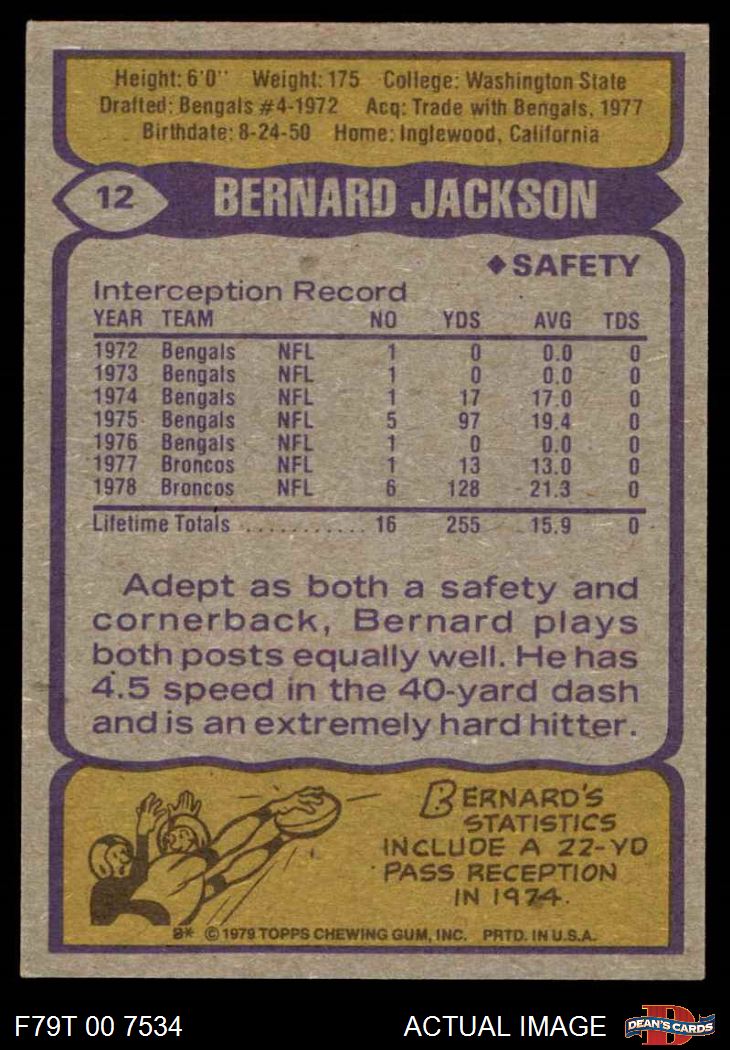 Height: 6'0" Weight: 175 College: Washington State
Drafted: Bengals #4-1972 Acq: Trade with Bengals, 1977
Birthdate: 8-24-50 Home: Inglewood, California
12 BERNARD JACKSON
♦SAFETY
Interception Record
YEAR TEAM NO YDS AVG TDS
1972 Bengals NFL 1 0 0.0 0
1973 Bengals NFL 1 0 0.0 0
1974 Bengals NFL 1 17 17.0 0
1975 Bengals NFL 5 97 19.4 0
1976 Bengals NFL 1 0 0.0 0
1977 Broncos NFL 1 13 13.0 0
1978 Broncos NFL 6 128 21.3 0
Lifetime Totals ............ 16 255 15.9 0
Adept as both a safety and
cornerback, Bernard plays
both posts equally well. He has
4.5 speed in the 40-yard dash
and is an extremely hard hitter.
BERNARD'S
STATISTICS
INCLUDE A 22-YD
PASS RECEPTION
IN 1974.
B* © 1979 TOPPS CHEWING GUM, INC. PRTD. IN U.S.A.
F79T 00 7534 ACTUAL IMAGE
D
DEAN'S CARDS